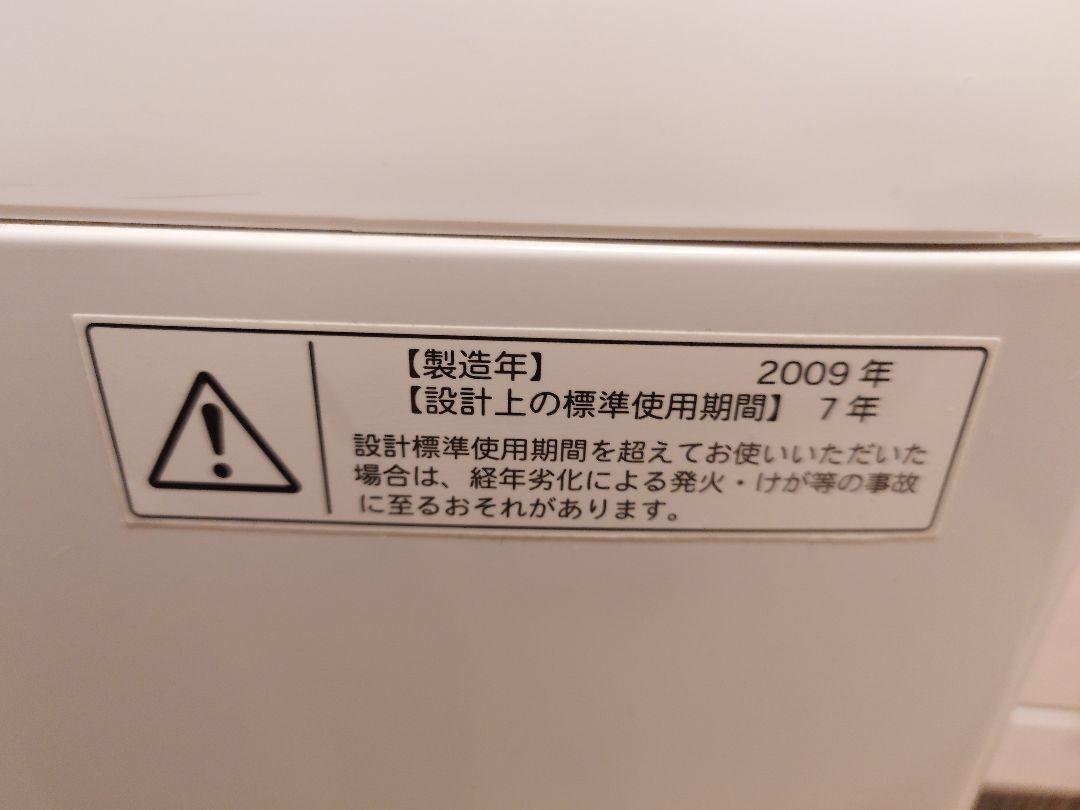 【製造年】 2009 年
【設計上の標準使用期間】 7 年
設計標準使用期間を超えてお使いいただいた
場合は、経年劣化による発火・けが等の事故
に至るおそれがあります。